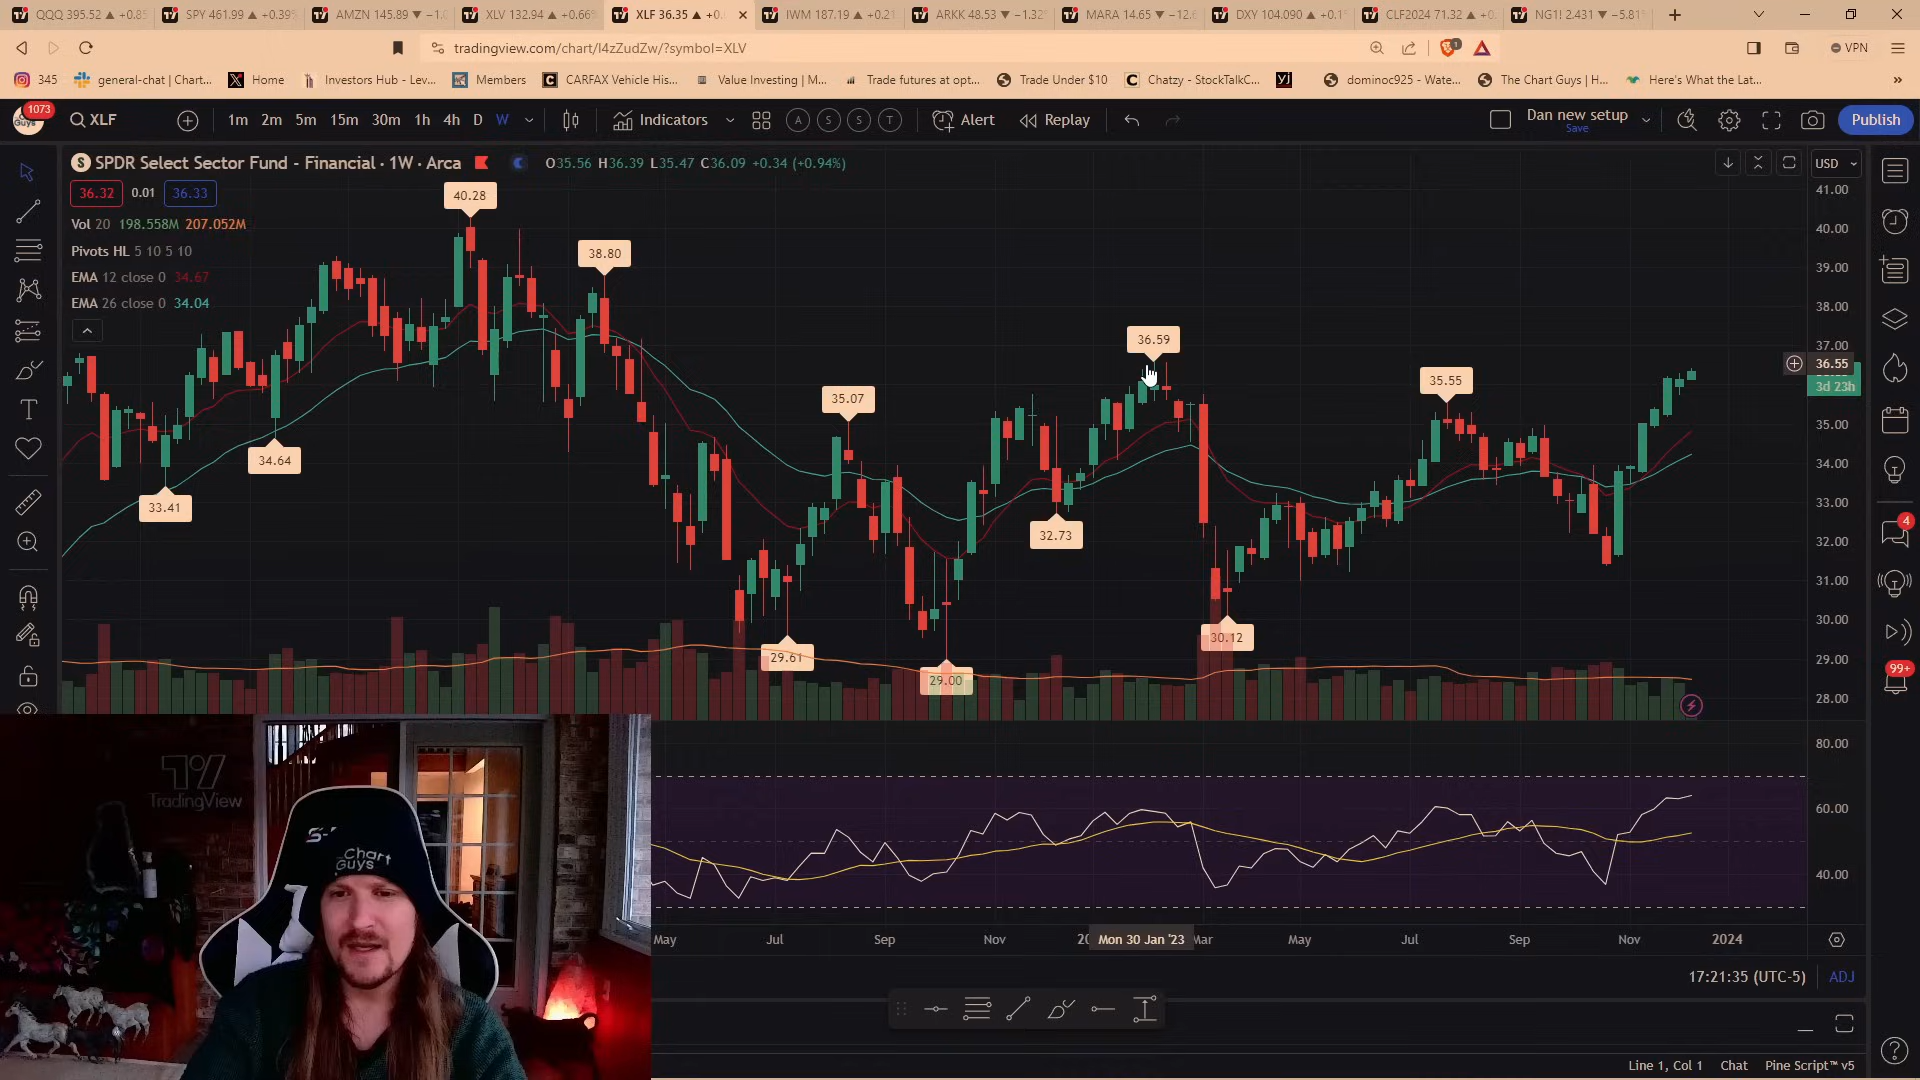 QQQ 395.52 ▲ +0.85
SPY 461.99 ▲ +0.39%
AMZN 145.89 ▼ −1.0
XLV 132.94 ▲ +0.66%
XLF 36.35 ▲ +0.
IWM 187.19 ▲ +0.21
ARKK 48.53 ▼ −1.32%
MARA 14.65 ▼ −12.6
DXY 104.090 ▲ +0.1%
CLF2024 71.32 ▲ +0.
NG1! 2.431 ▼ −5.81%
tradingview.com/chart/I4zZudZw/?symbol=XLV
1
VPN
345
general-chat | Chart...
Home
Investors Hub - Lev...
Members
CARFAX Vehicle His...
Value Investing | M...
Trade futures at opt...
Trade Under $10
Chatzy - StockTalkC...
yj
dominoc925 - Wate...
The Chart Guys | H...
Here's What the Lat...
»
1073
XLF
1m 2m 5m 15m 30m 1h 4h D W
Indicators
A S S T
Alert
Replay
Dan new setup
Save
Publish
SPDR Select Sector Fund - Financial · 1W · Arca
O35.56 H36.39 L35.47 C36.09 +0.34 (+0.94%)
USD
36.32 0.01 36.33
Vol 20 198.558M 207.052M
Pivots HL 5 10 5 10
EMA 12 close 0 34.67
EMA 26 close 0 34.04
40.28
38.80
36.59
35.55
35.07
34.64
33.41
32.73
30.12
29.61
29.00
41.00
40.00
39.00
38.00
37.00
36.55
3d 23h
35.00
34.00
33.00
32.00
31.00
30.00
29.00
28.00
80.00
60.00
40.00
4
99+
TradingView
S
Chart
Guys
May Jul Sep Nov 20 Mon 30 Jan '23 Mar May Jul Sep Nov 2024
17:21:35 (UTC-5) ADJ
Line 1, Col 1 Chat Pine Script™ v5